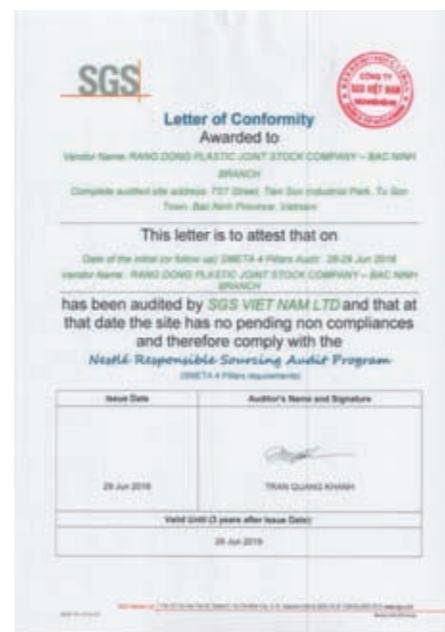 SGS
CÔNG TY
SGS VIỆT NAM
Letter of Conformity
Awarded to
Vendor Name: RANG DONG PLASTIC JOINT STOCK COMPANY – BAC NINH
BRANCH
Complete audited site address: TS7 Street, Tien Son Industrial Park, Tu Son
Town, Bac Ninh Province, Vietnam
This letter is to attest that on
Date of the initial (or follow up) SMETA 4 Pillars Audit: 28-29 Jun 2016
Vendor Name: RANG DONG PLASTIC JOINT STOCK COMPANY – BAC NINH
BRANCH
has been audited by SGS VIET NAM LTD and that at
that date the site has no pending non compliances
and therefore comply with the
Nestlé Responsible Sourcing Audit Program
(SMETA 4 Pillars requirements)
Issue Date
Auditor's Name and Signature
29 Jun 2016
TRAN QUANG KHANH
Valid Until (3 years after Issue Date):
28 Jun 2019